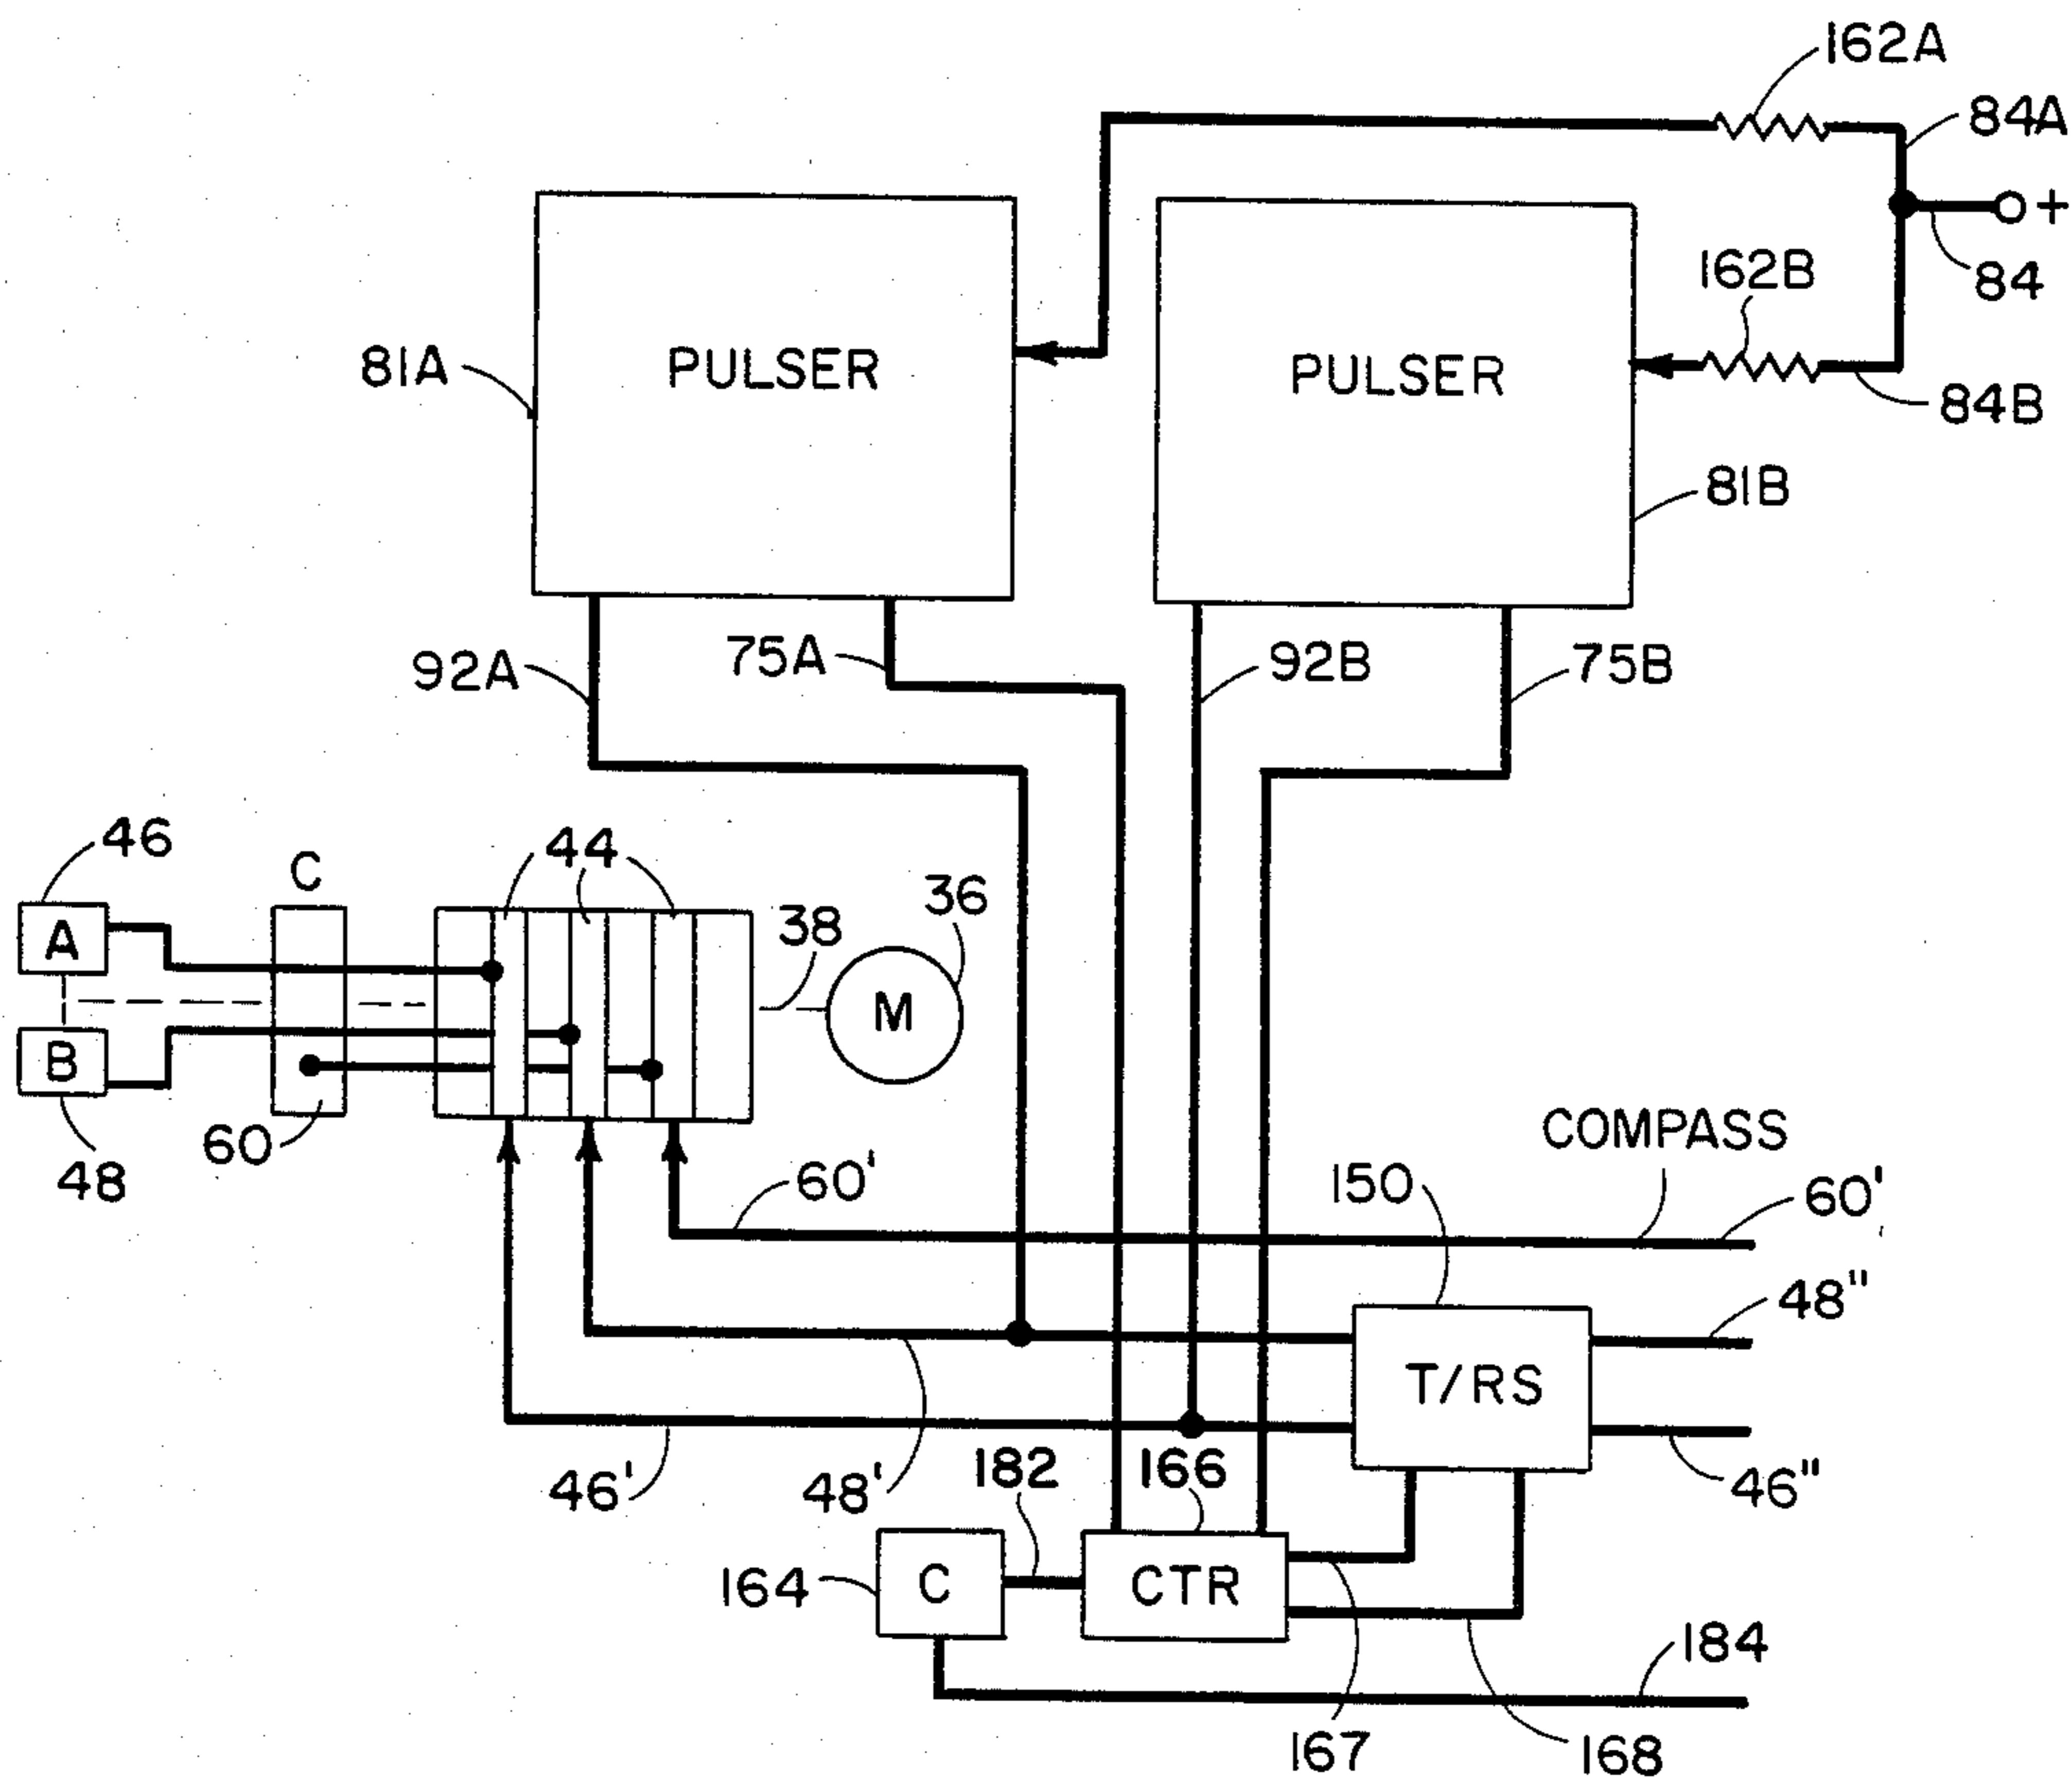 162A
84A
+
84
162B
84B
81A
PULSER
PULSER
81B
92A
75A
92B
75B
46
C
44
38
36
A
M
B
60
48
60'
COMPASS
150
60'
48"
T/RS
46'
48'
182
166
46"
164
C
CTR
184
167
168